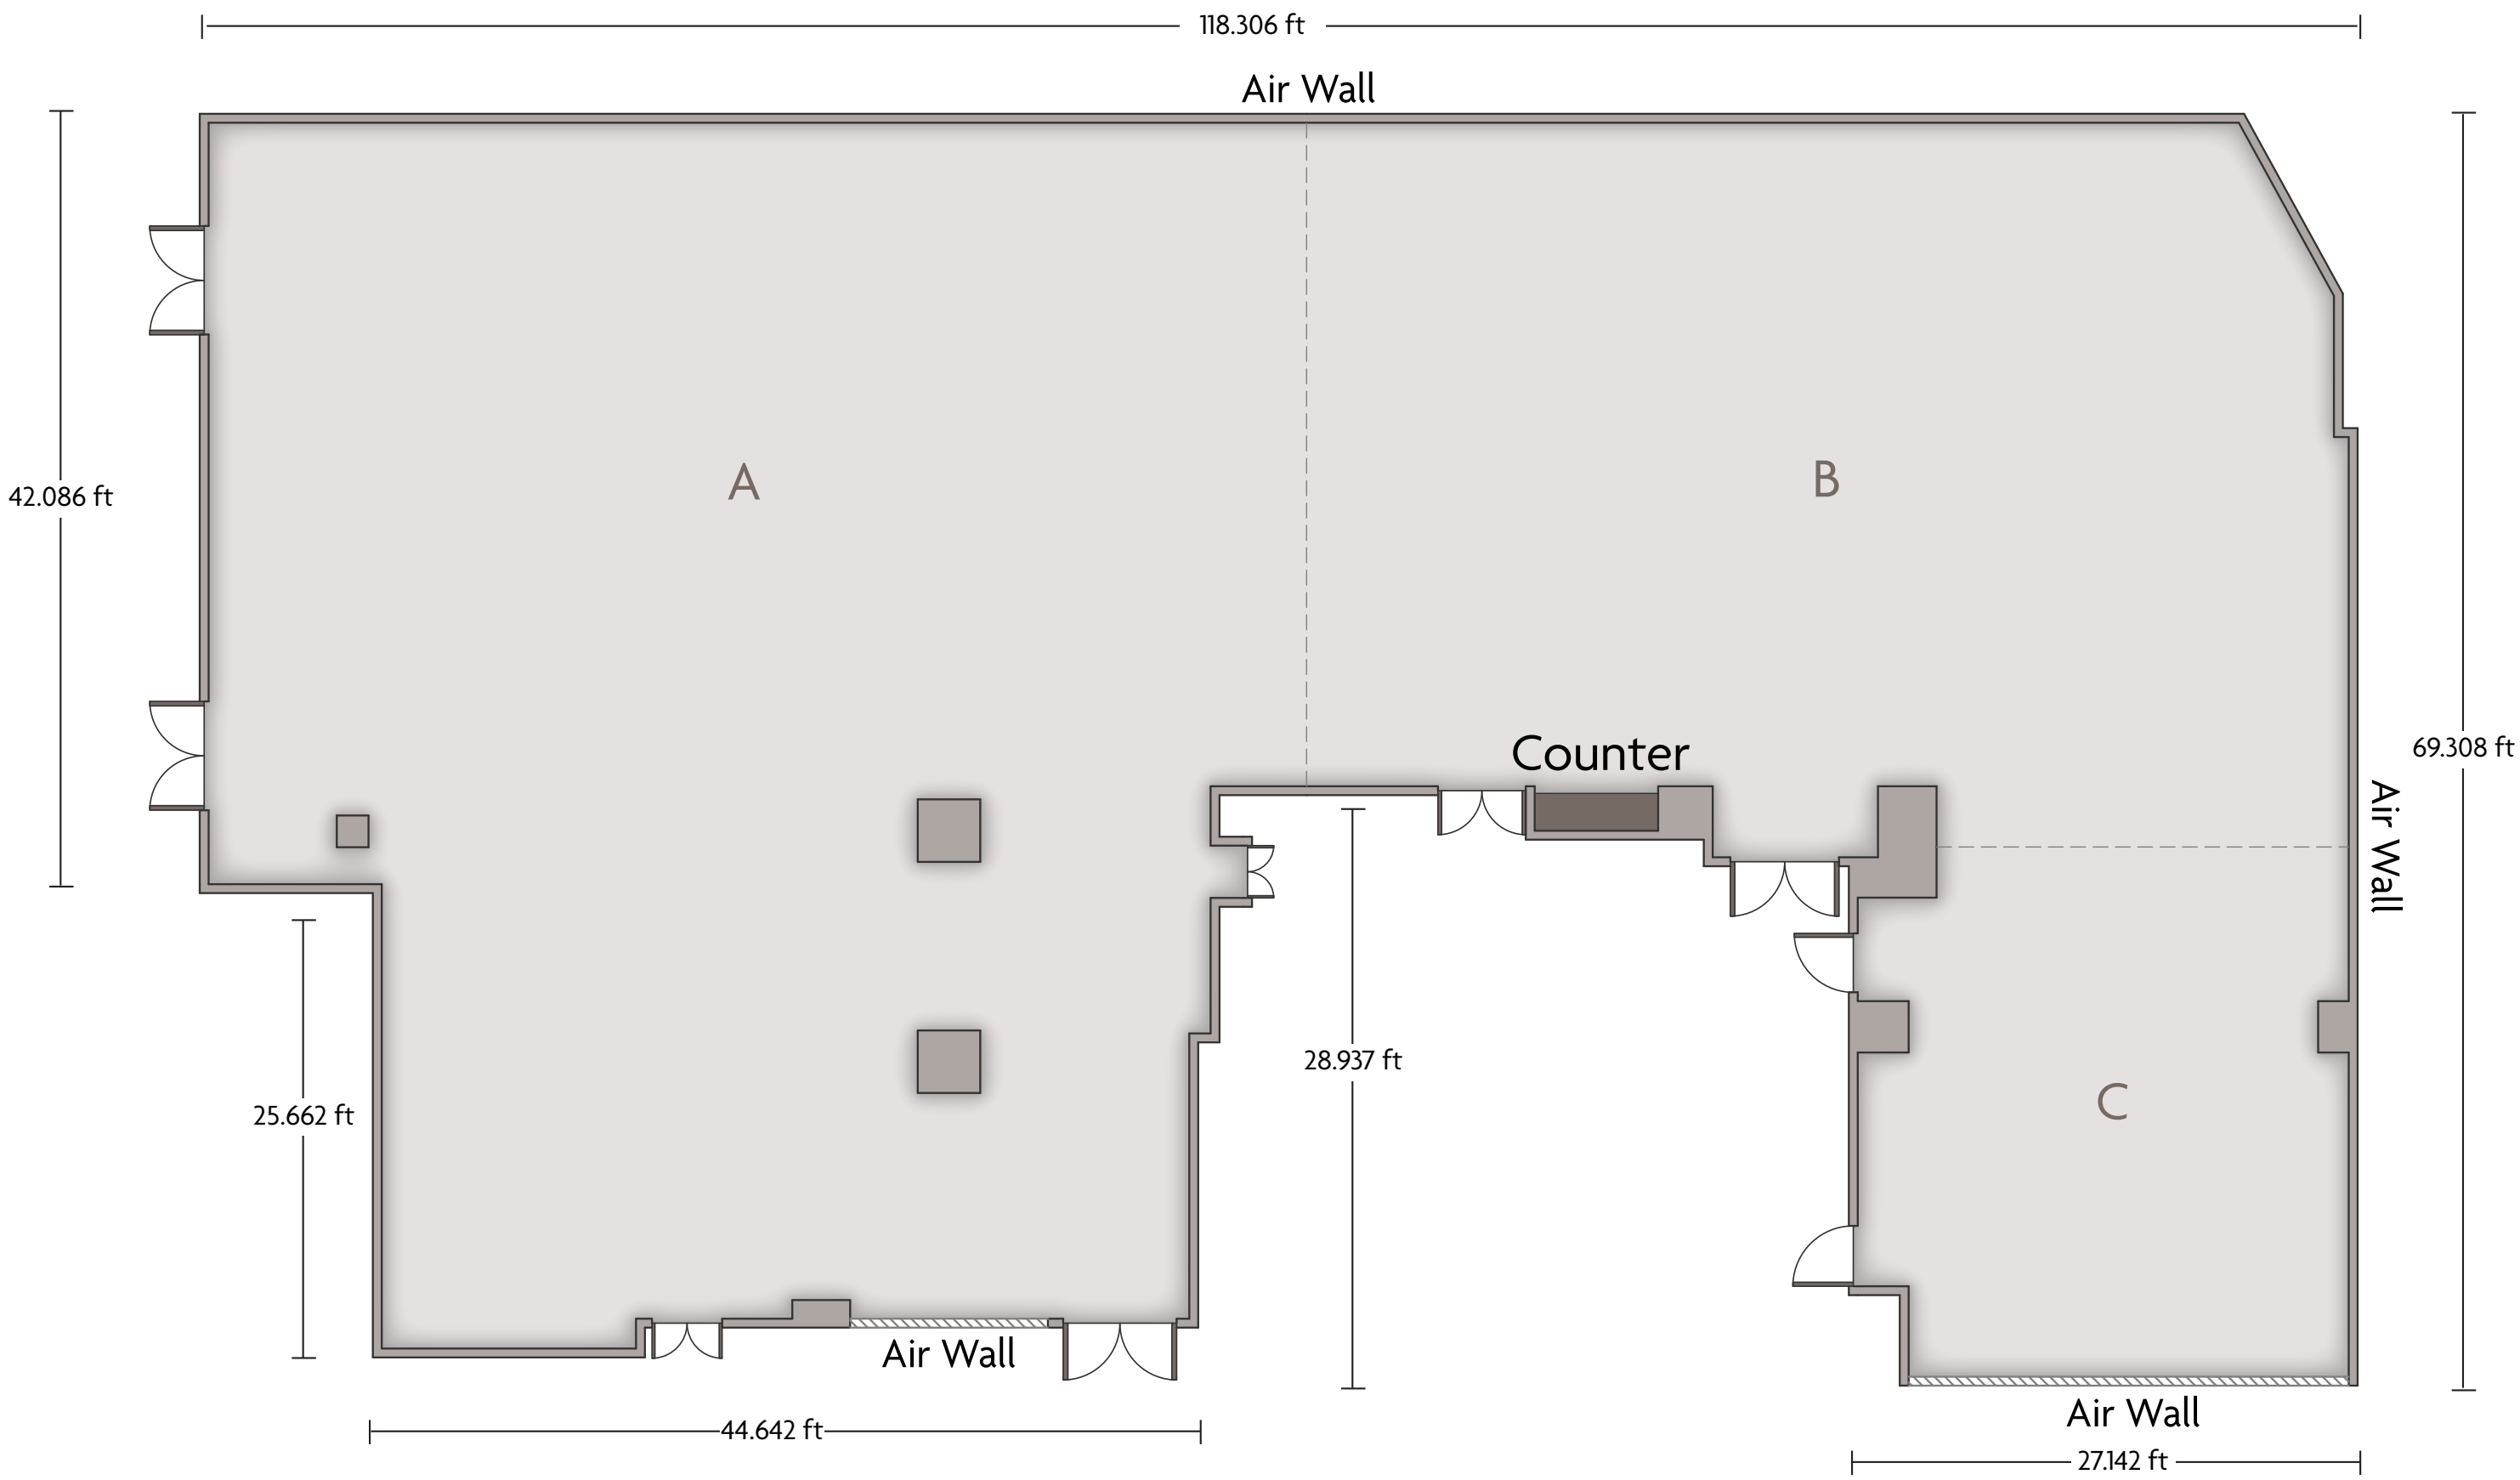 118.306 ft
Air Wall
42.086 ft
A
B
Counter
69.308 ft
Air Wall
28.937 ft
25.662 ft
C
Air Wall
Air Wall
44.642 ft
27.142 ft